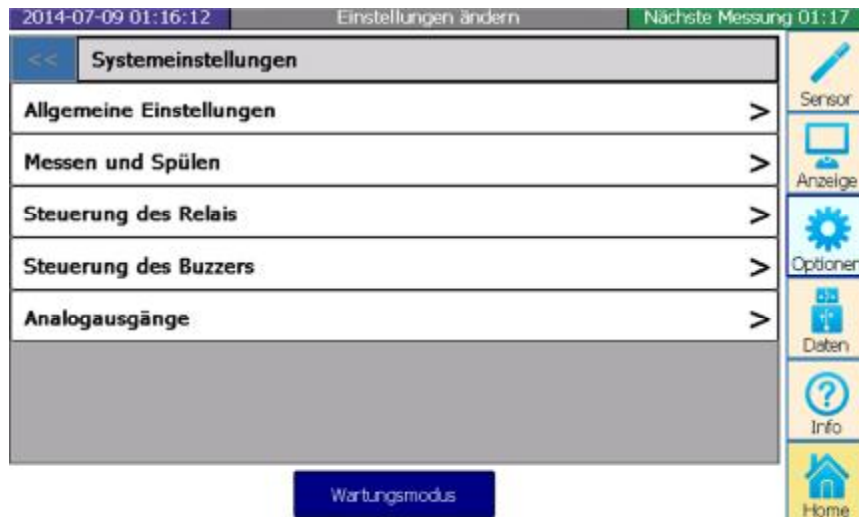 2014-07-09 01:16:12 Einstellungen ändern Nächste Messung 01:17
<< Systemeinstellungen
Allgemeine Einstellungen >
Messen und Spülen >
Steuerung des Relais >
Steuerung des Buzzers >
Analogausgänge >
Wartungsmodus
Sensor
Anzeige
Optionen
Daten
Info
Home